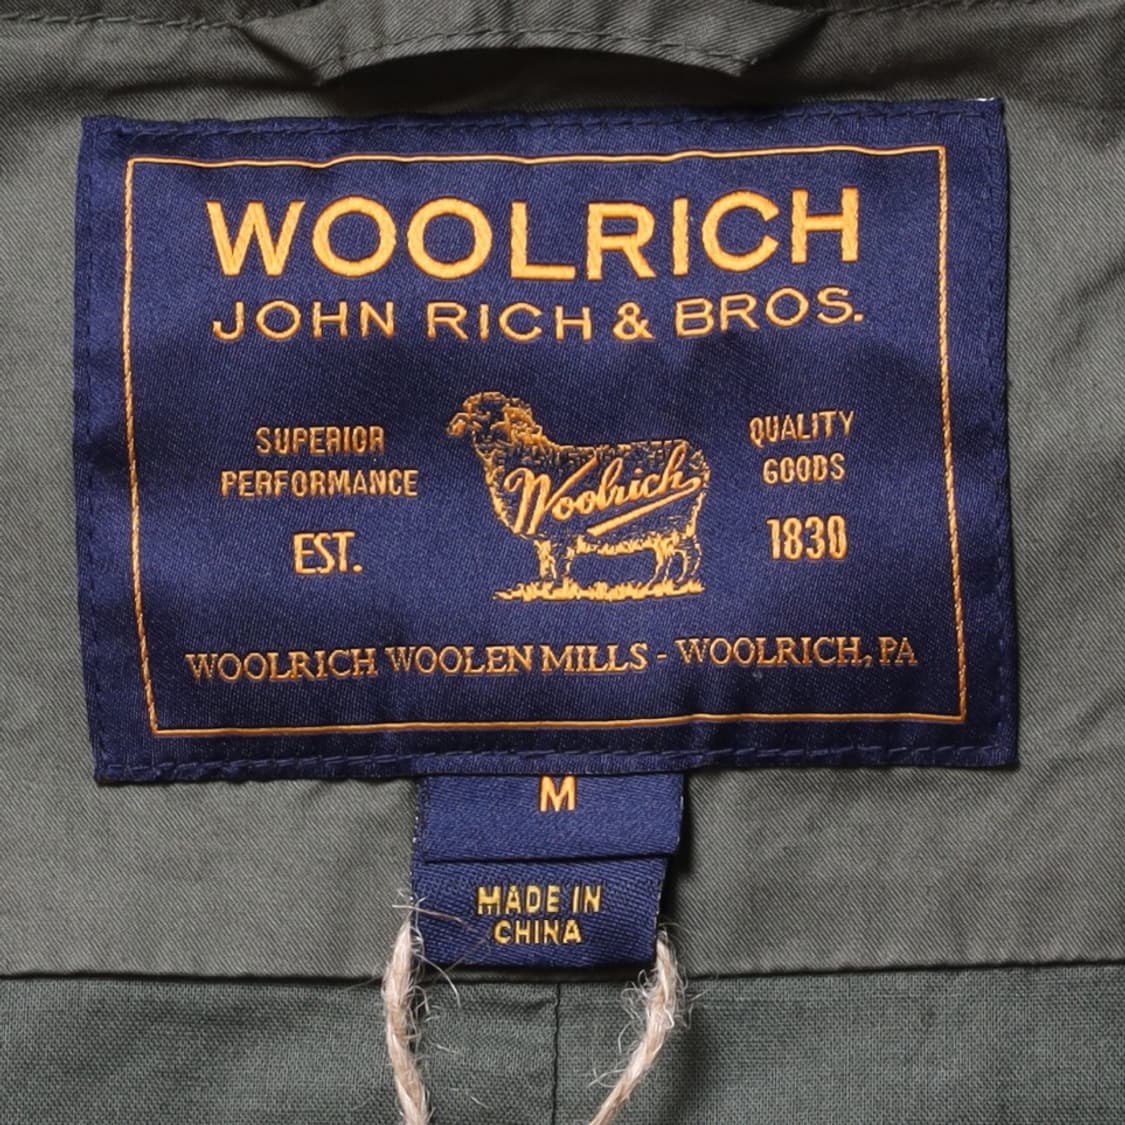 WOOLRICH
JOHN RICH & BROS.
SUPERIOR
PERFORMANCE
EST.
Woolrich
QUALITY
GOODS
1830
WOOLRICH WOOLEN MILLS - WOOLRICH, PA
M
MADE IN
CHINA